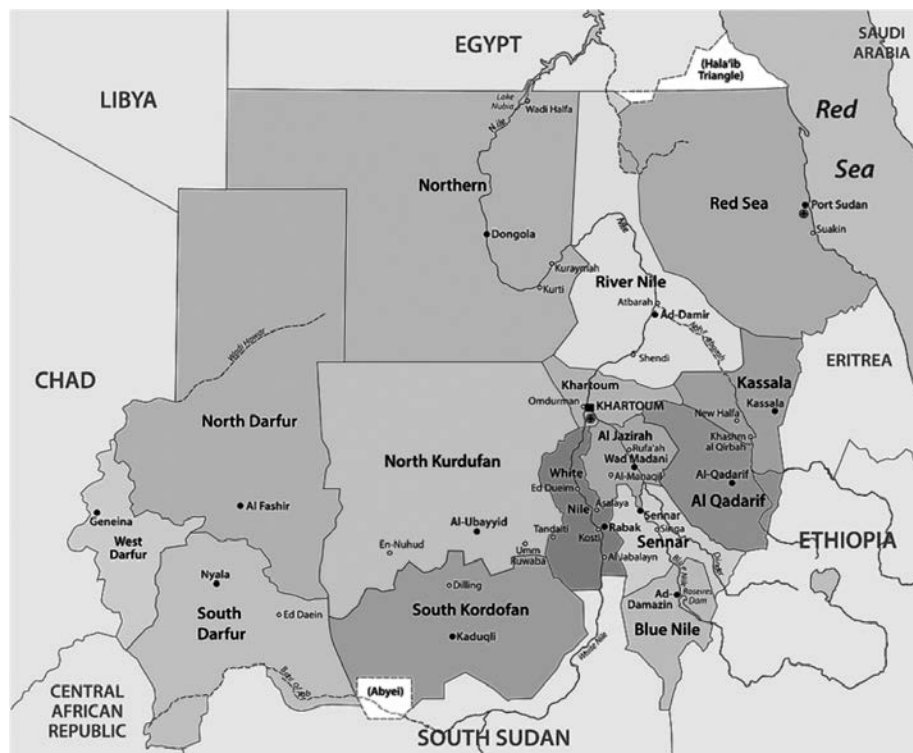 EGYPT
SAUDI
ARABIA
(Hala'ib
Triangle)
LIBYA
Lake
Nubia
Wadi Halfa
Nile
Red
Sea
Northern
Red Sea
Port Sudan
Suakin
Dongola
Nile
Kuraymah
Kurti
River Nile
Atbarah
Ad-Damir
Wadi Howar
Shendi
ERITREA
CHAD
Khartoum
Omdurman
KHARTOUM
Kassala
Kassala
New Halfa
North Darfur
Al Jazirah
Rufa'ah
Khashm
al Qirbah
North Kurdufan
White
Wad Madani
Al-Manaqil
Al-Qadarif
Ed Dueim
Al Qadarif
Geneina
Al Fashir
Nile
Asalaya
Sennar
Al-Ubayyid
Tandalti
Rabak
Singa
West
Darfur
En-Nuhud
Kosti
Sennar
ETHIOPIA
Umm
Ruwaba
Al Jabalayn
Dinder
Blue Nile
Nyala
Dilling
Ad-
Damazin
Roseires
Dam
South
Darfur
Ed Daein
South Kordofan
Blue Nile
Kaduqli
White Nile
(Abyei)
CENTRAL
AFRICAN
REPUBLIC
SOUTH SUDAN